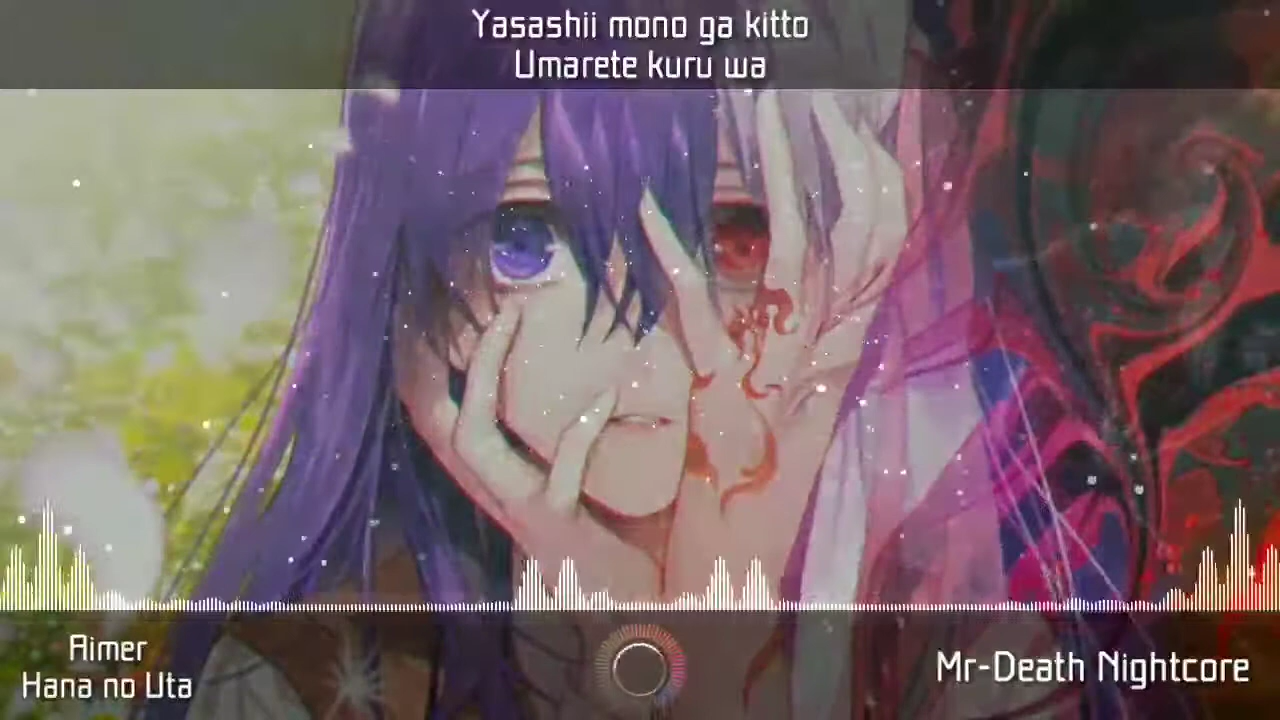 Yasashii mono ga kitto
Umarete kuru wa
Aimer
Hana no Uta
Mr-Death Nightcore